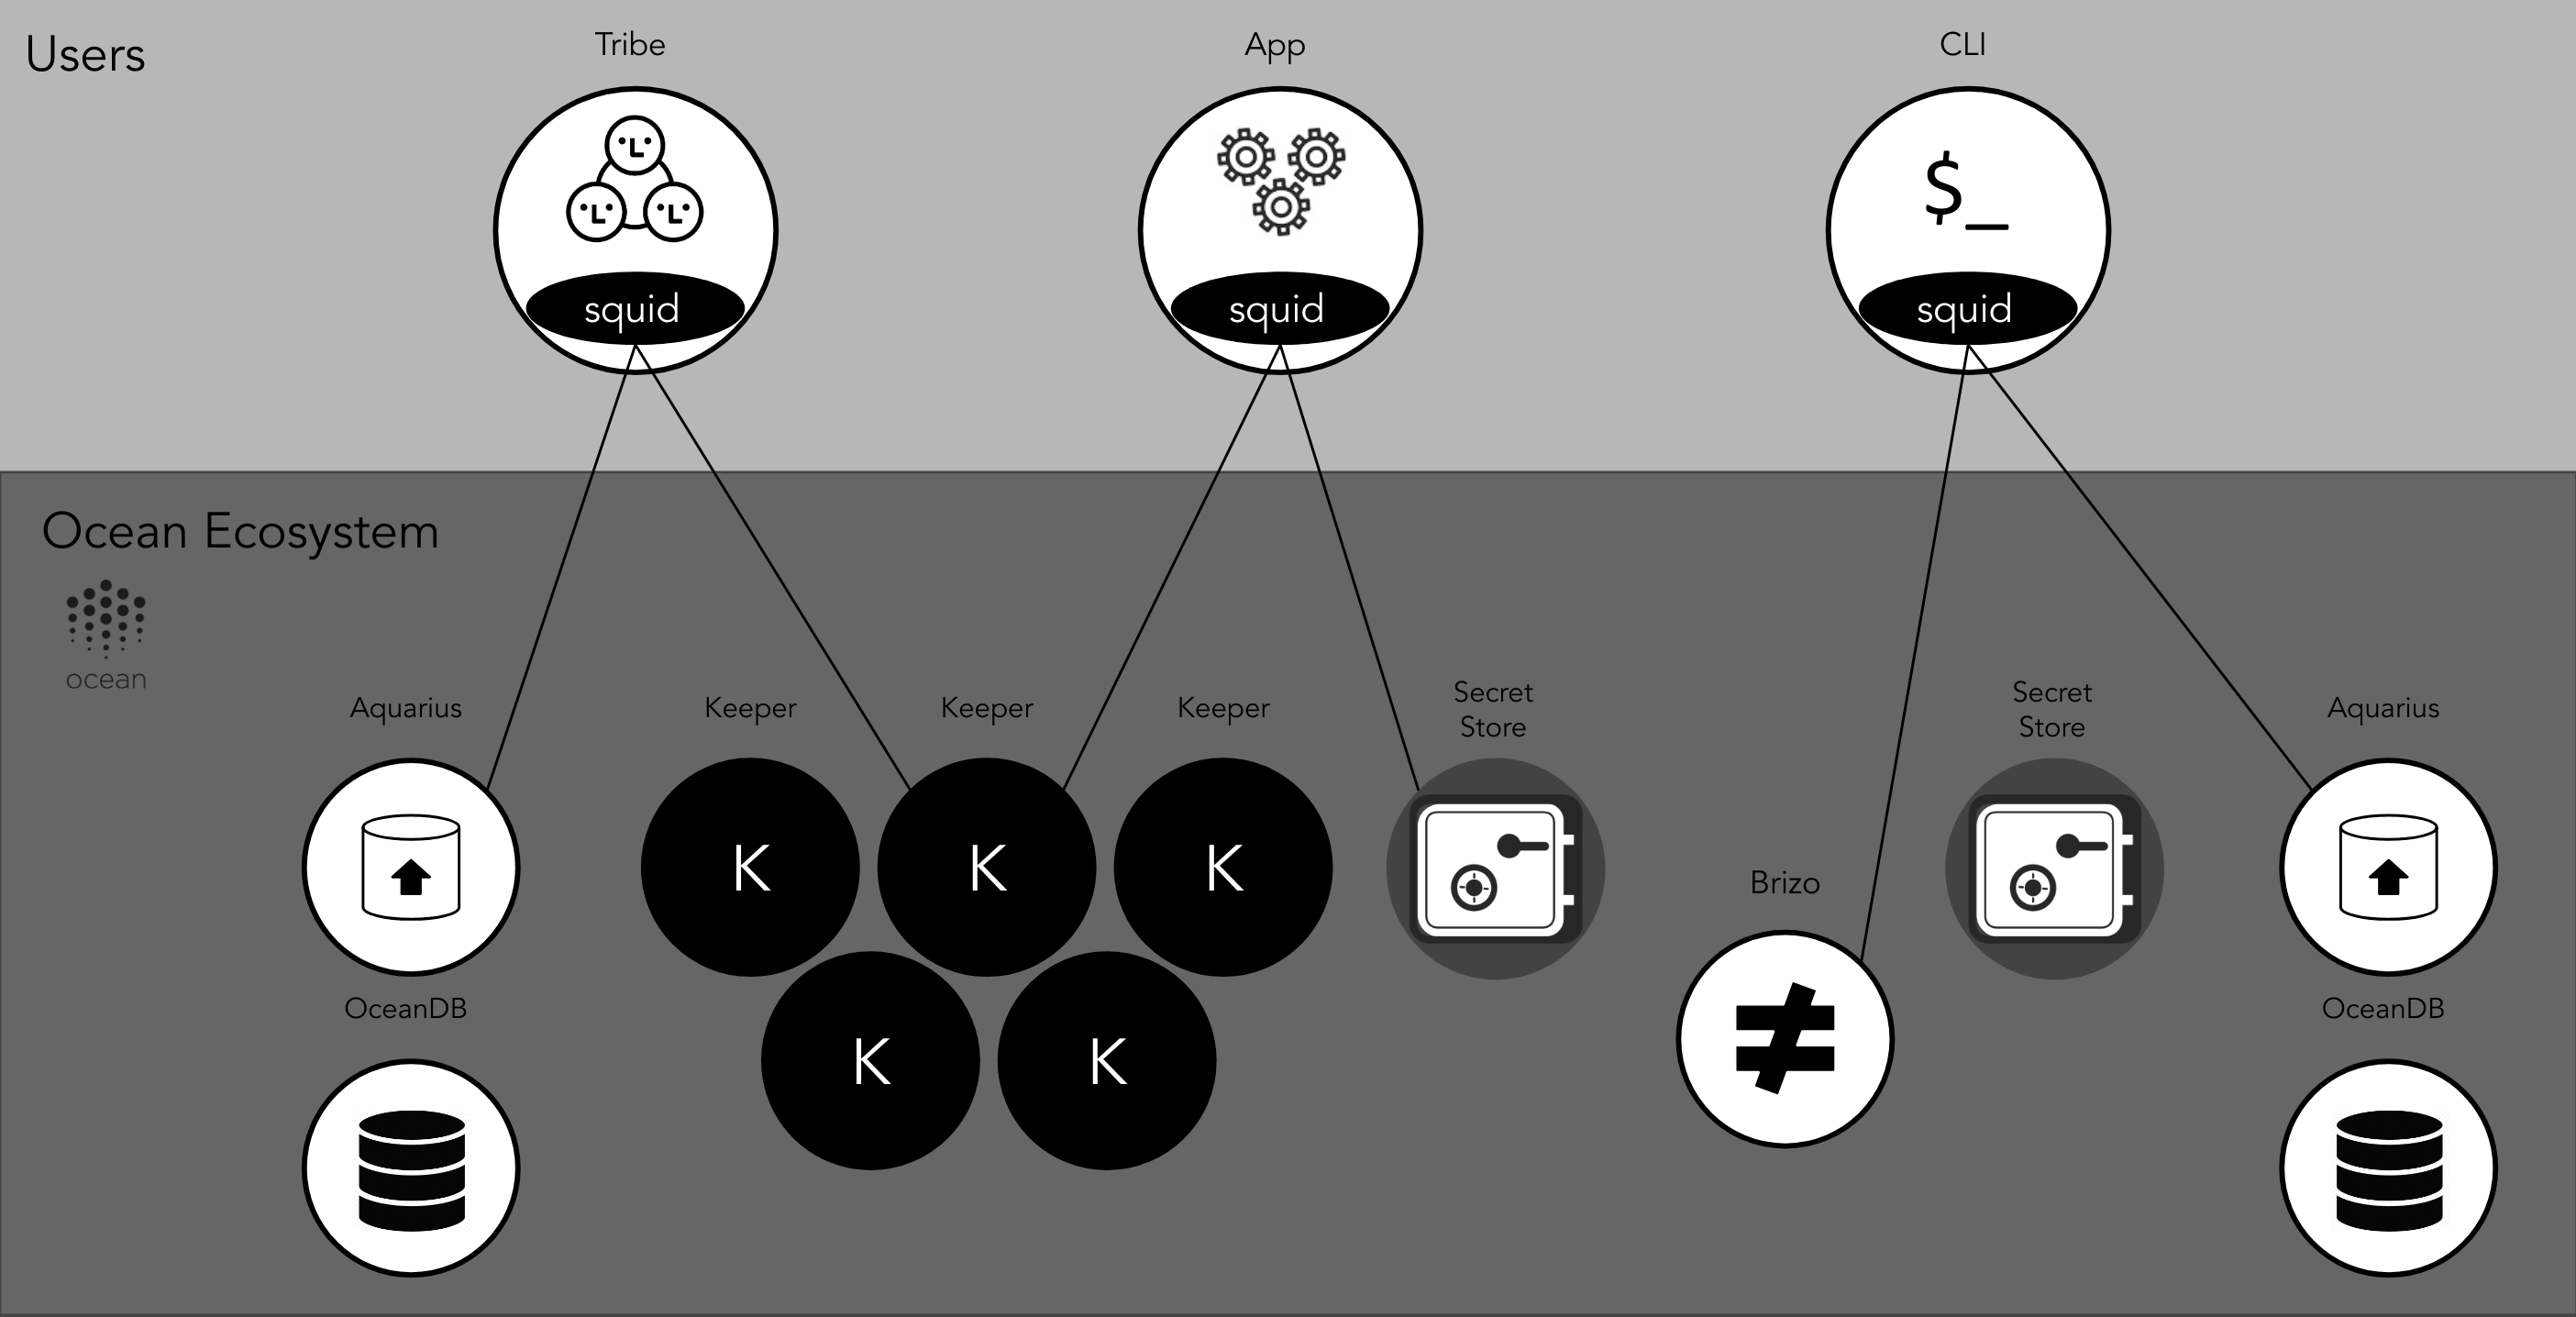 Users
Tribe
App
CLI
$_
squid
squid
squid
Ocean Ecosystem
ocean
Aquarius
Keeper
Keeper
Keeper
Secret
Store
Secret
Store
Aquarius
K
K
K
Brizo
OceanDB
K
K
OceanDB